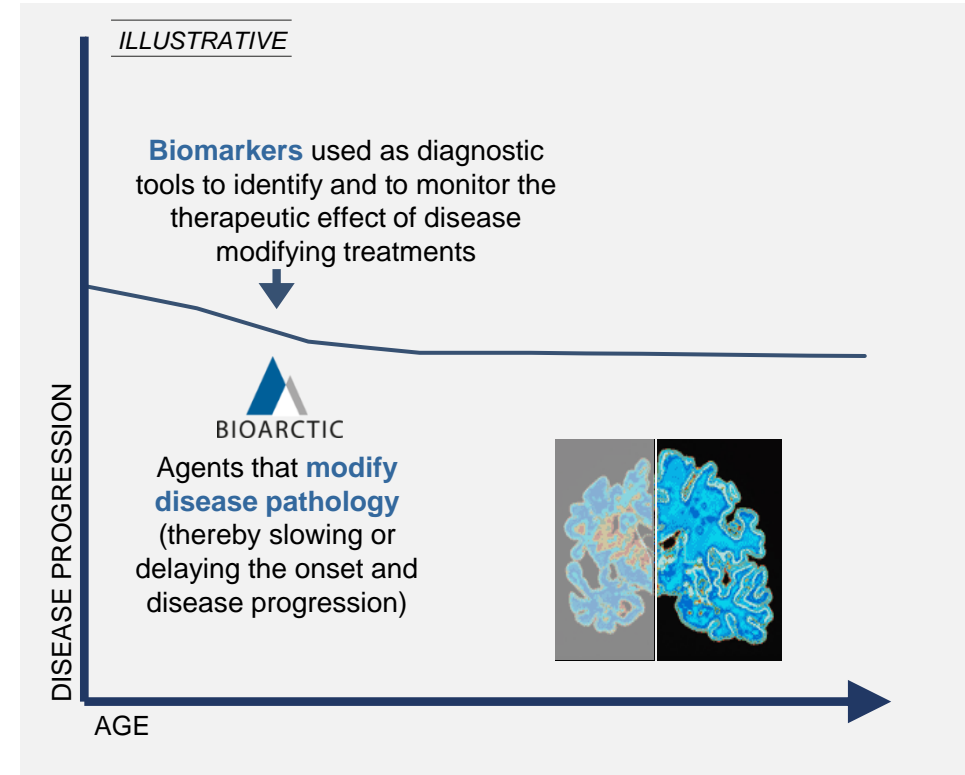 ILLUSTRATIVE
Biomarkers used as diagnostic
tools to identify and to monitor the
therapeutic effect of disease
modifying treatments
BIOARCTIC
Agents that modify
disease pathology
(thereby slowing or
delaying the onset and
disease progression)
DISEASE PROGRESSION
AGE